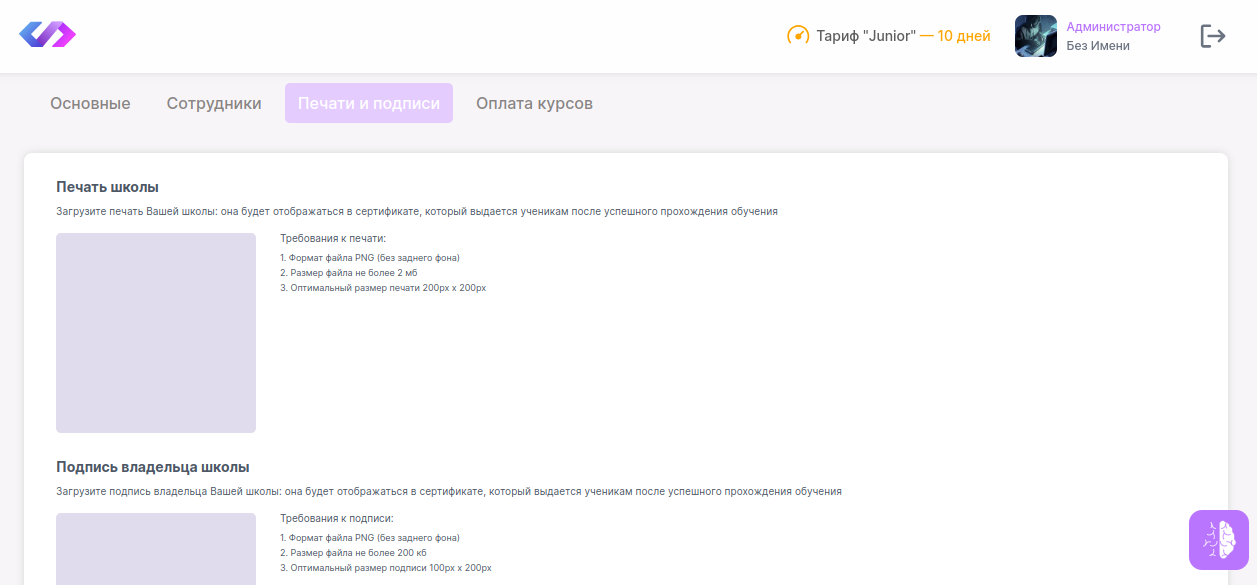 Тариф "Junior" — 10 дней
Администратор
Без Имени
Основные
Сотрудники
Печати и подписи
Оплата курсов
Печать школы
Загрузите печать Вашей школы: она будет отображаться в сертификате, который выдается ученикам после успешного прохождения обучения
Требования к печати:
1. Формат файла PNG (без заднего фона)
2. Размер файла не более 2 мб
3. Оптимальный размер печати 200px x 200px
Подпись владельца школы
Загрузите подпись владельца Вашей школы: она будет отображаться в сертификате, который выдается ученикам после успешного прохождения обучения
Требования к подписи:
1. Формат файла PNG (без заднего фона)
2. Размер файла не более 200 кб
3. Оптимальный размер подписи 100px x 200px